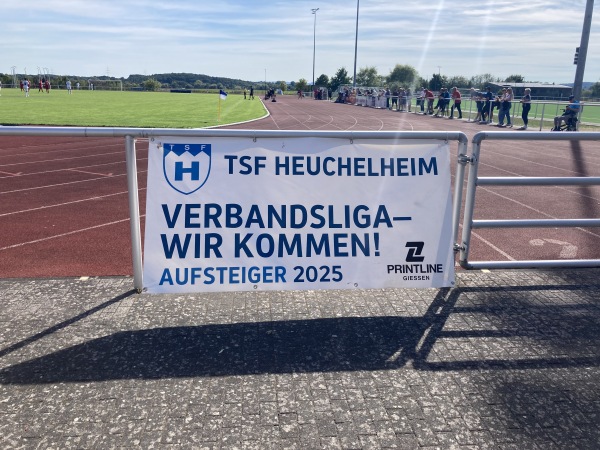 TSF
H
TSF HEUCHELHEIM
VERBANDSLIGA–
WIR KOMMEN!
AUFSTEIGER 2025
PRINTLINE
GIESSEN